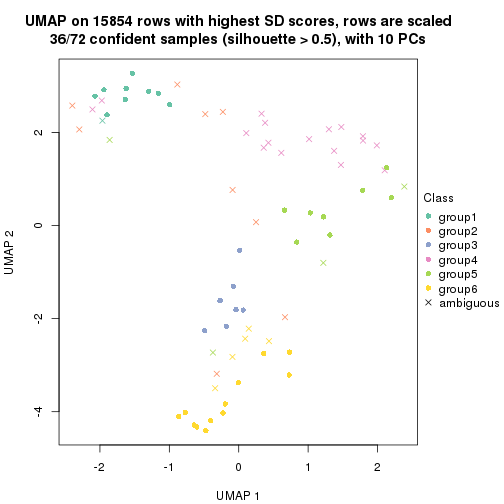 UMAP on 15854 rows with highest SD scores, rows are scaled
36/72 confident samples (silhouette > 0.5), with 10 PCs
2
0
-2
-4
UMAP 2
-2 -1 0 1 2
UMAP 1
Class
group1
group2
group3
group4
group5
group6
ambiguous